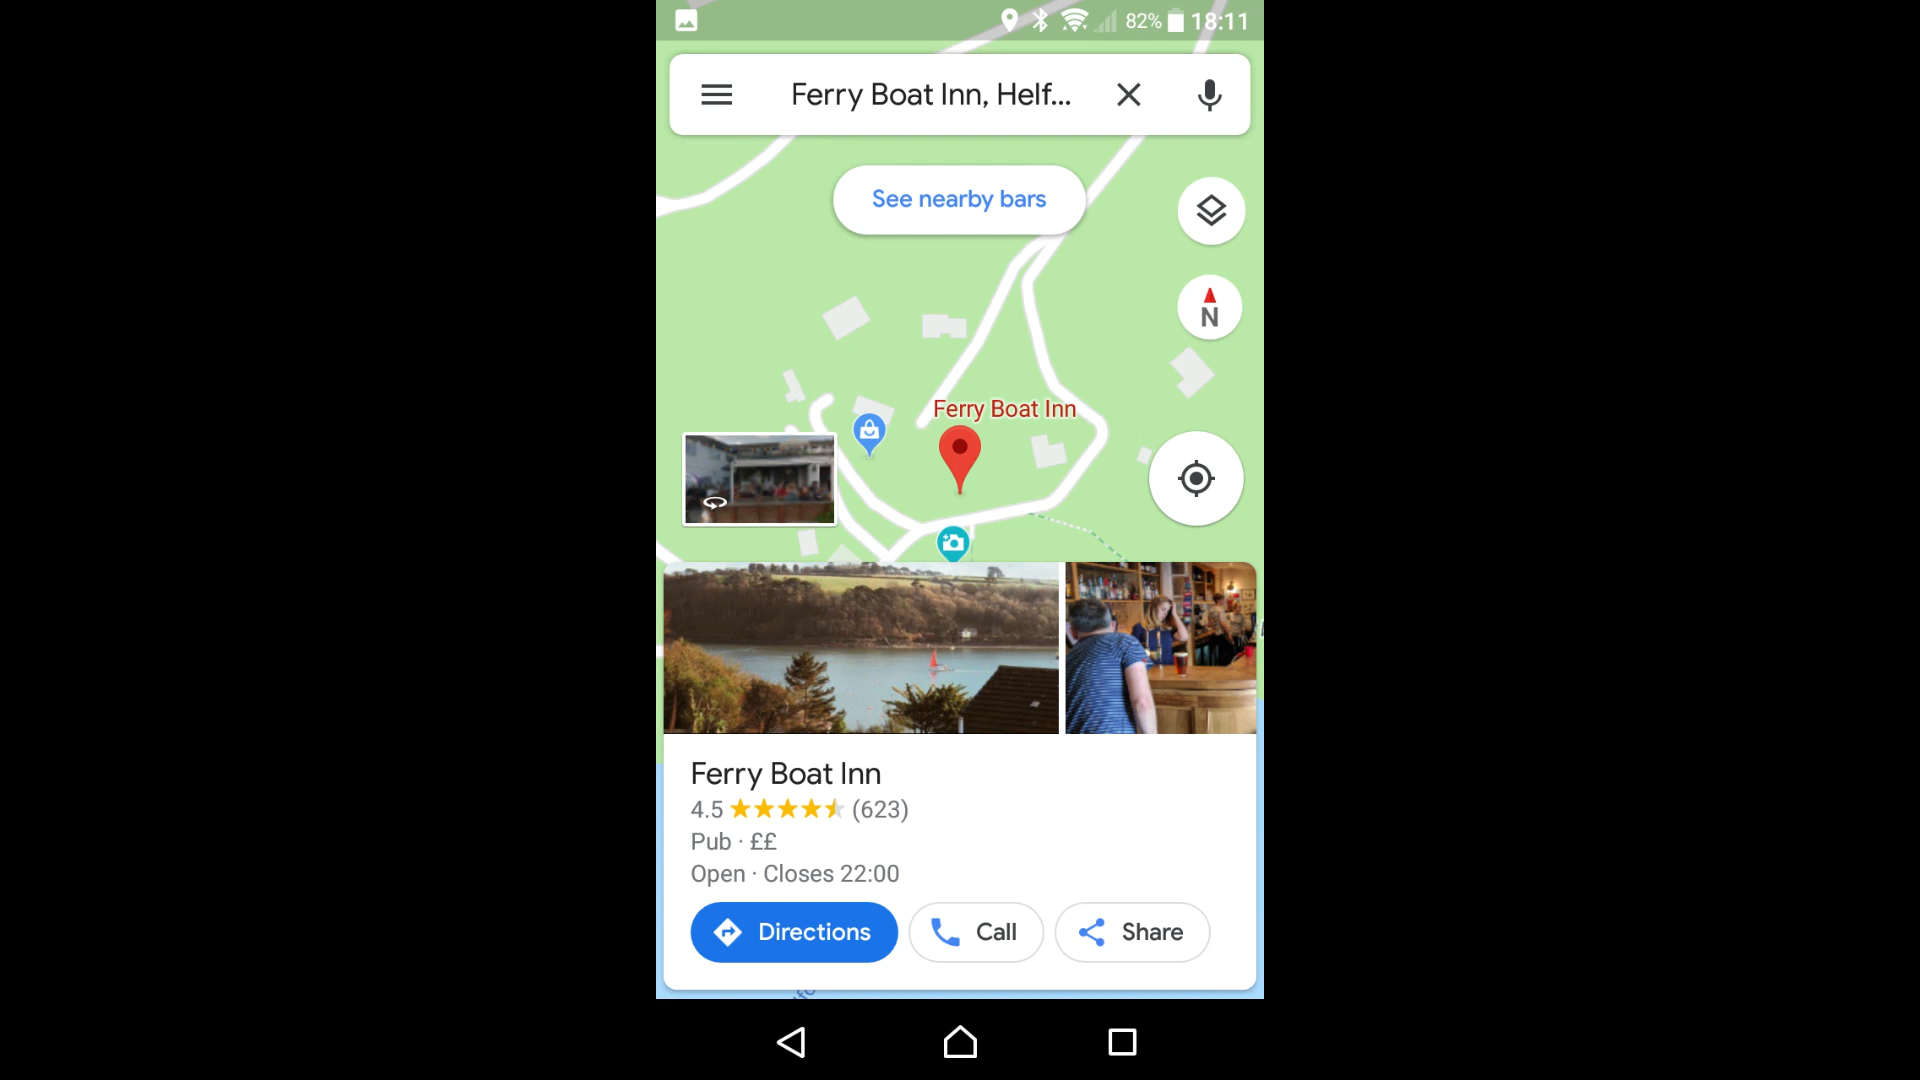 82% 18:11
Ferry Boat Inn, Helf...
See nearby bars
N
Ferry Boat Inn
Ferry Boat Inn
4.5 (623)
Pub · ££
Open · Closes 22:00
Directions Call Share